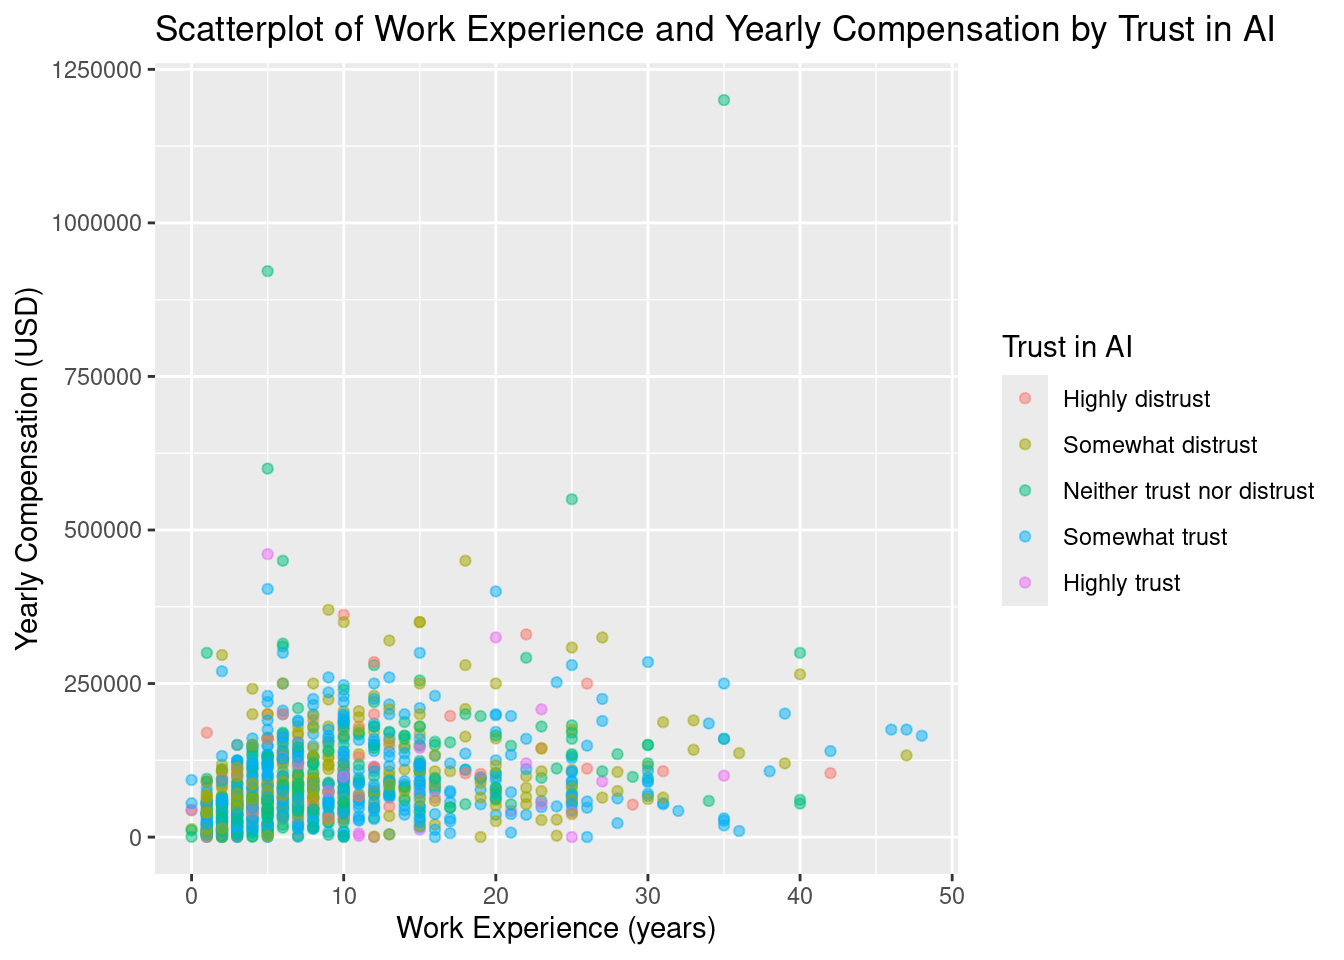 Scatterplot of Work Experience and Yearly Compensation by Trust in AI
Yearly Compensation (USD)
1250000
1000000
750000
500000
250000
0
0 10 20 30 40 50
Work Experience (years)
Trust in AI
Highly distrust
Somewhat distrust
Neither trust nor distrust
Somewhat trust
Highly trust